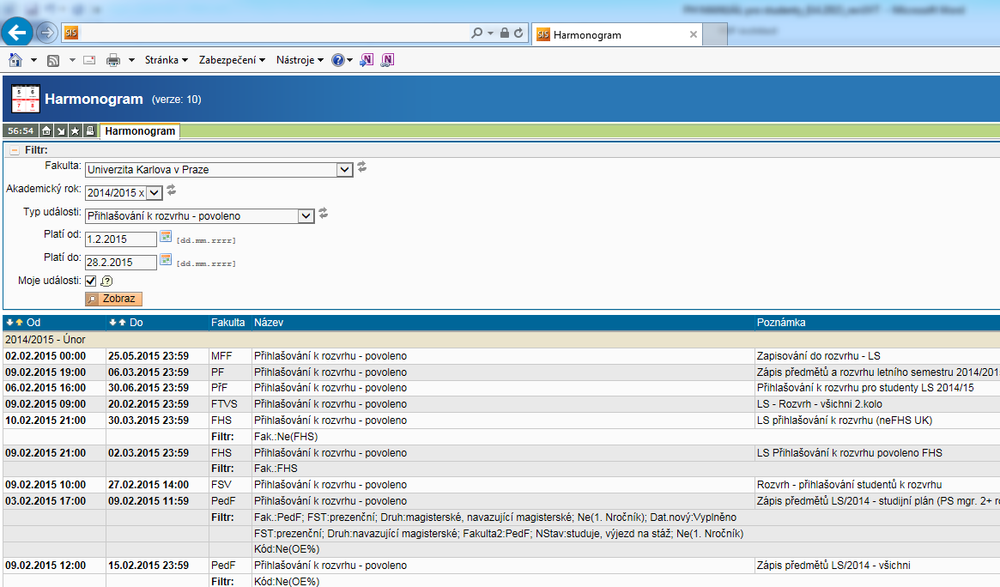 SIS
SIS Harmonogram
Stránka Zabezpečení Nástroje
Harmonogram (verze: 10)
56:54 Harmonogram
Filtr:
Fakulta: Univerzita Karlova v Praze
Akademický rok: 2014/2015 x
Typ události: Přihlašování k rozvrhu - povoleno
Platí od: 1.2.2015 [dd.mm.rrrr]
Platí do: 28.2.2015 [dd.mm.rrrr]
Moje události:
Zobraz
Od Do Fakulta Název Poznámka
2014/2015 - Únor
02.02.2015 00:00 25.05.2015 23:59 MFF Přihlašování k rozvrhu - povoleno Zapisování do rozvrhu - LS
09.02.2015 19:00 06.03.2015 23:59 PF Přihlašování k rozvrhu - povoleno Zápis předmětů a rozvrhu letního semestru 2014/201
06.02.2015 16:00 30.06.2015 23:59 PřF Přihlašování k rozvrhu - povoleno Přihlašování k rozvrhu pro studenty LS 2014/15
09.02.2015 09:00 20.02.2015 23:59 FTVS Přihlašování k rozvrhu - povoleno LS - Rozvrh - všichni 2.kolo
10.02.2015 21:00 30.03.2015 23:59 FHS Přihlašování k rozvrhu - povoleno LS přihlašování k rozvrhu (neFHS UK)
Filtr: Fak.:Ne(FHS)
09.02.2015 21:00 02.03.2015 23:59 FHS Přihlašování k rozvrhu - povoleno LS Přihlašování k rozvrhu povoleno FHS
Filtr: Fak.:FHS
09.02.2015 10:00 27.02.2015 14:00 FSV Přihlašování k rozvrhu - povoleno Rozvrh - přihlašování studentů k rozvrhu
03.02.2015 17:00 09.02.2015 11:59 PedF Přihlašování k rozvrhu - povoleno Zápis předmětů LS/2014 - studijní plán (PS mgr. 2+ ro
Filtr: Fak.:PedF; FST:prezenční; Druh:magisterské, navazující magisterské; Ne(1. Nročník); Dat.nový:Vyplněno
FST:prezenční; Druh:navazující magisterské; Fakulta2:PedF; NStav:studuje, výjezd na stáž; Ne(1. Nročník)
Kód:Ne(OE%)
09.02.2015 12:00 15.02.2015 23:59 PedF Přihlašování k rozvrhu - povoleno Zápis předmětů LS/2014 - všichni
Filtr: Kód:Ne(OE%)